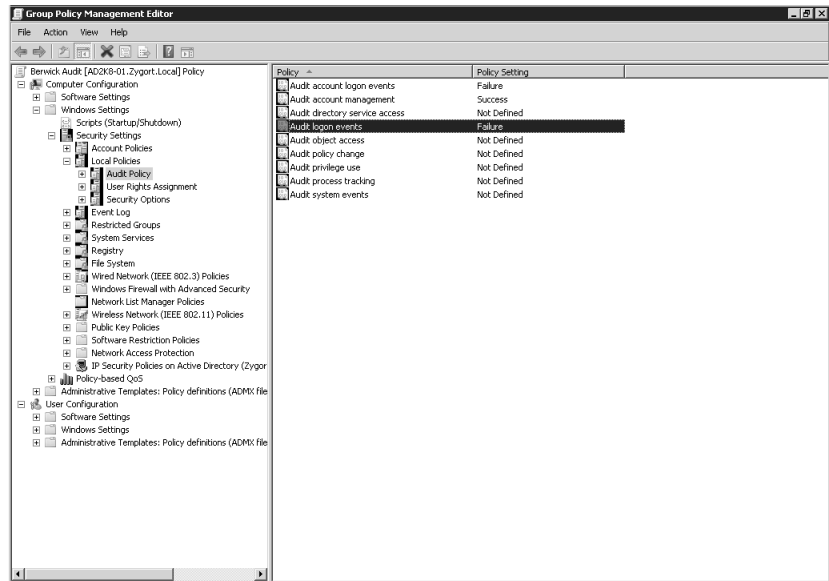 Group Policy Management Editor
File Action View Help
Berwick Audit [AD2K8-01.Zygort.Local] Policy
Computer Configuration
Software Settings
Windows Settings
Scripts (Startup/Shutdown)
Security Settings
Account Policies
Local Policies
Audit Policy
User Rights Assignment
Security Options
Event Log
Restricted Groups
System Services
Registry
File System
Wired Network (IEEE 802.3) Policies
Windows Firewall with Advanced Security
Network List Manager Policies
Wireless Network (IEEE 802.11) Policies
Public Key Policies
Software Restriction Policies
Network Access Protection
IP Security Policies on Active Directory (Zygor
Policy-based QoS
Administrative Templates: Policy definitions (ADMX file
User Configuration
Software Settings
Windows Settings
Administrative Templates: Policy definitions (ADMX file
Policy Policy Setting
Audit account logon events Failure
Audit account management Success
Audit directory service access Not Defined
Audit logon events Failure
Audit object access Not Defined
Audit policy change Not Defined
Audit privilege use Not Defined
Audit process tracking Not Defined
Audit system events Not Defined